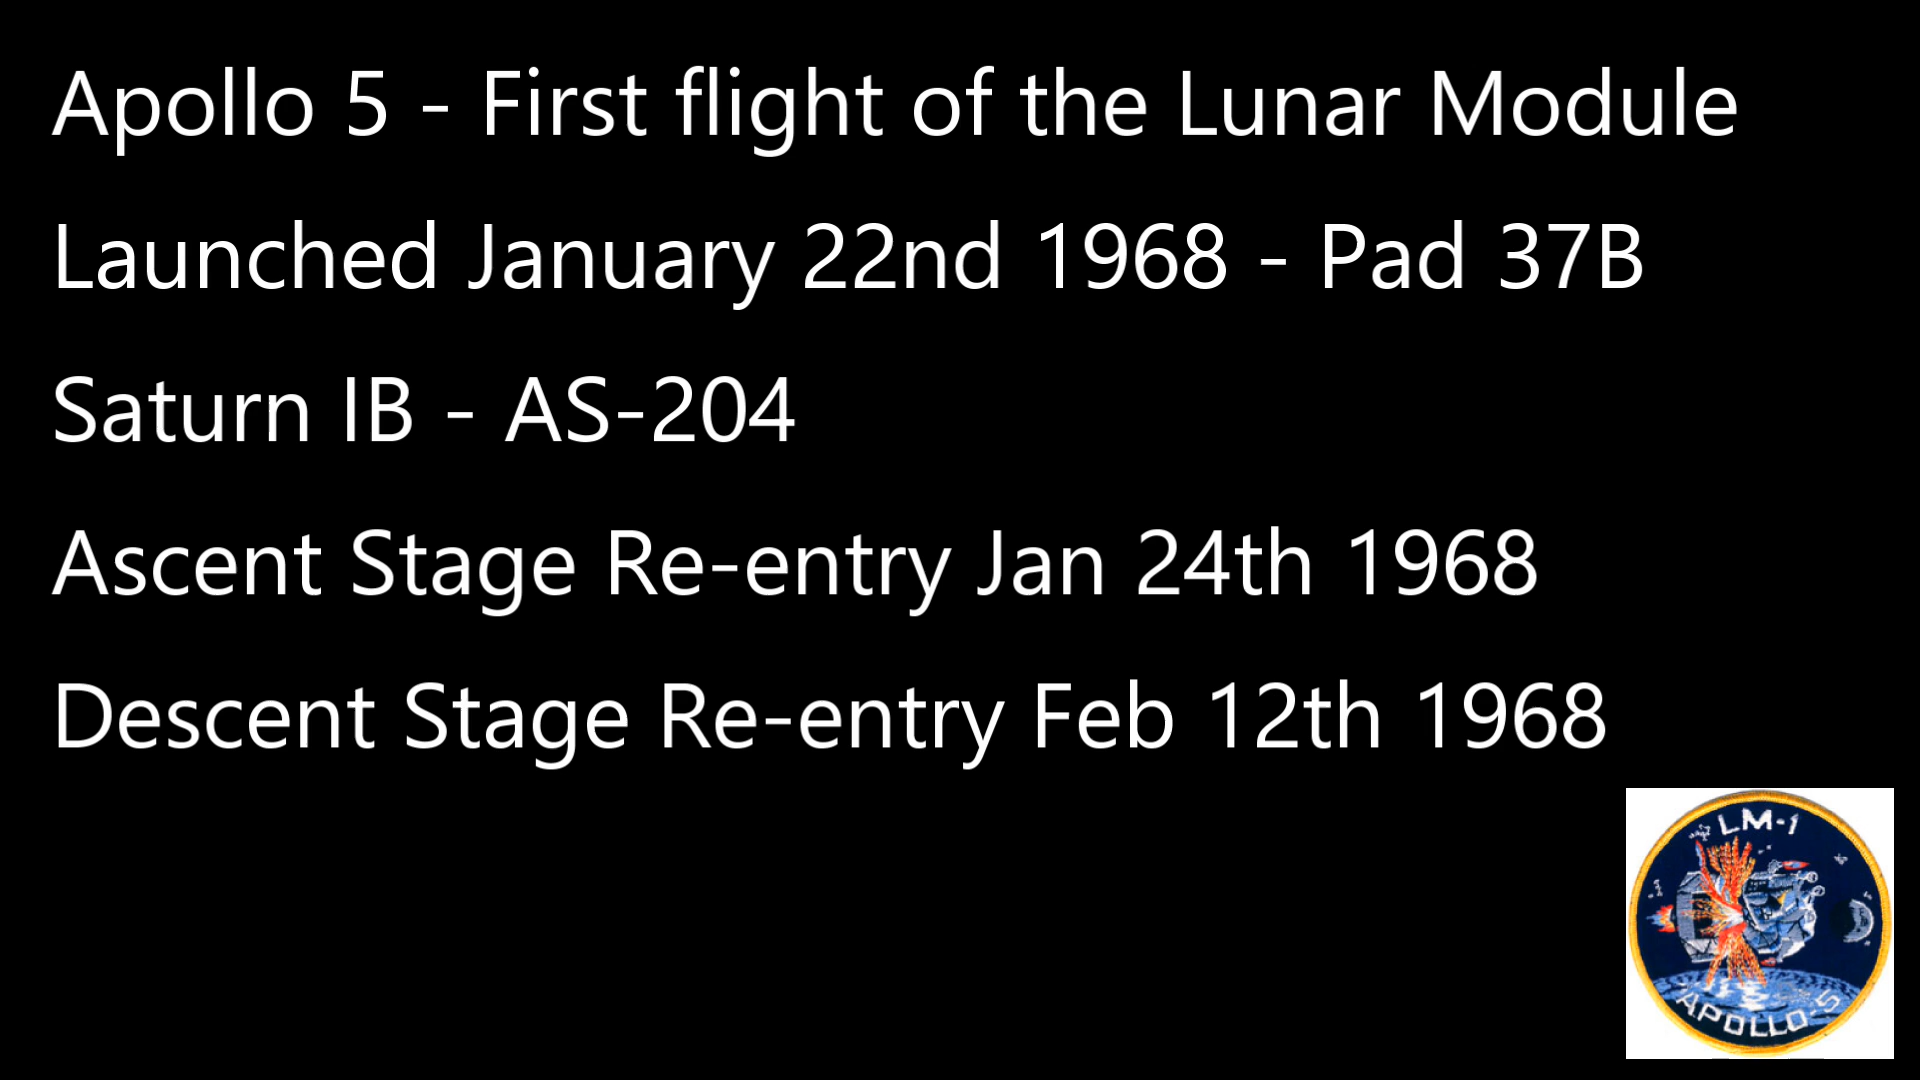 Apollo 5 - First flight of the Lunar Module
Launched January 22nd 1968 - Pad 37B
Saturn IB - AS-204
Ascent Stage Re-entry Jan 24th 1968
Descent Stage Re-entry Feb 12th 1968
LM-1
APOLLO-5